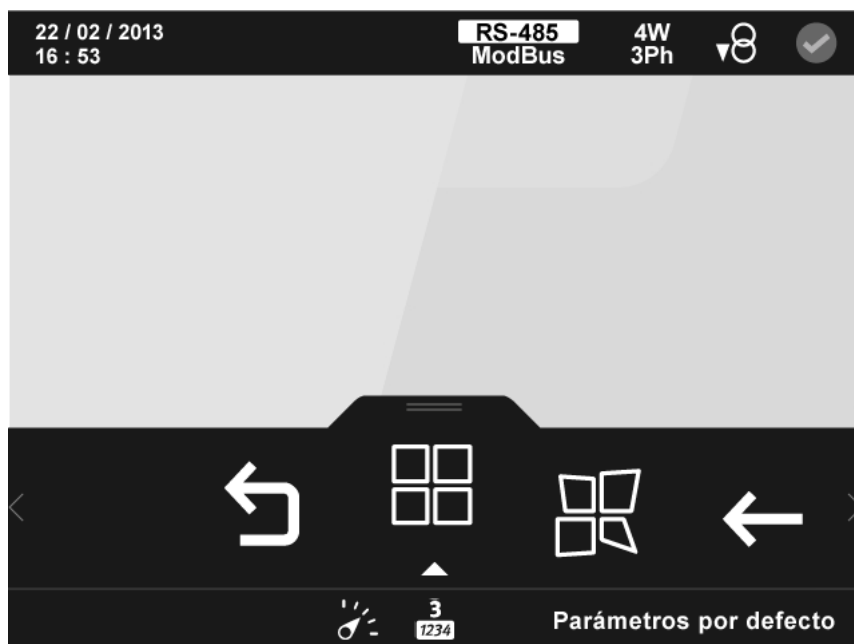 22 / 02 / 2013
16 : 53
RS-485
ModBus
4W
3Ph
3
1234
Parámetros por defecto